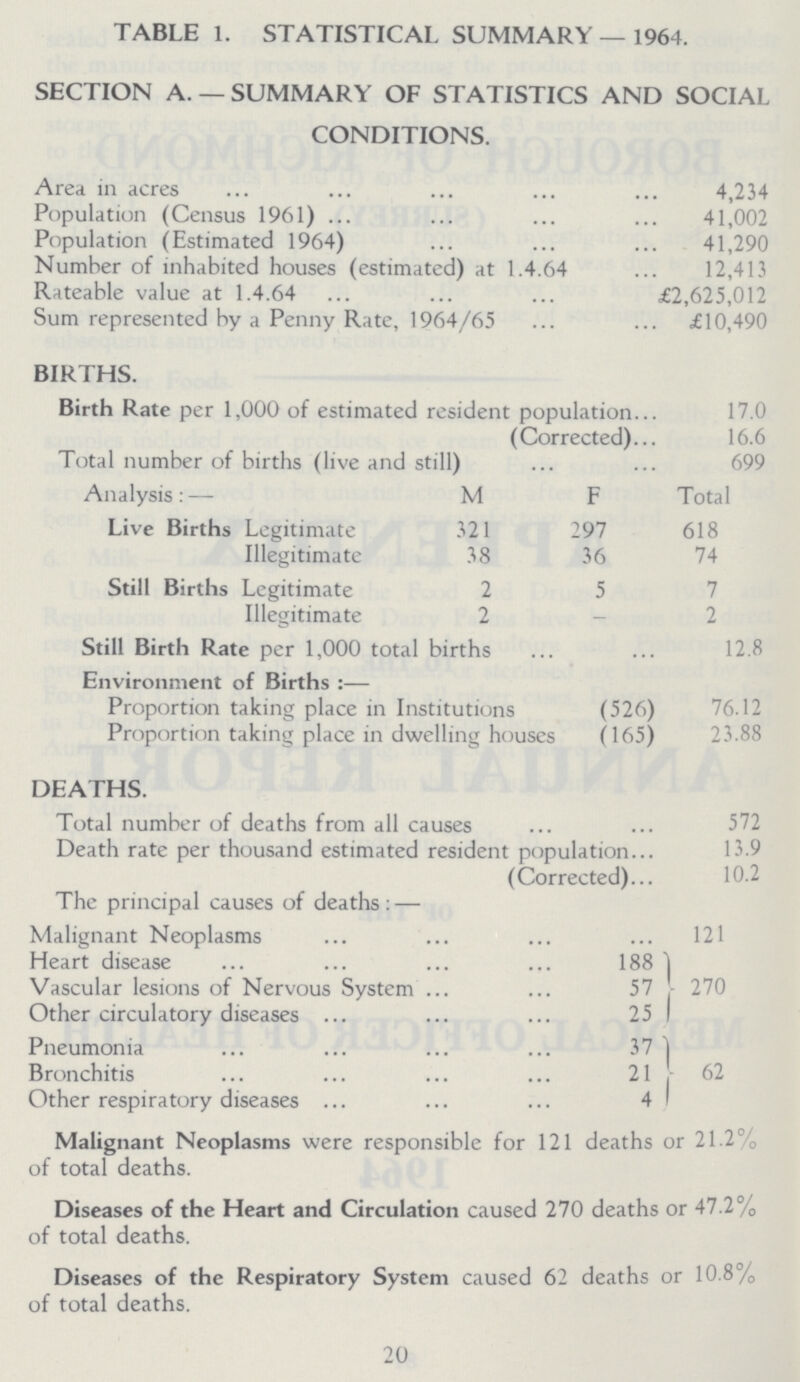 TABLE 1. STATISTICAL SUMMARY — 1964.
SECTION A. — SUMMARY OF STATISTICS AND SOCIAL
CONDITIONS.
Area in acres ... ... ... ... ... 4,234
Population (Census 1961) ... ... ... ... 41,002
Population (Estimated 1964) ... ... ... 41,290
Number of inhabited houses (estimated) at 1.4.64 ... 12,413
Rateable value at 1.4.64 ... ... ... £2,625,012
Sum represented by a Penny Rate, 1964/65 ... ... £10,490
BIRTHS.
Birth Rate per 1,000 of estimated resident population... 17.0
(Corrected)... 16.6
Total number of births (live and still) ... ... 699
Analysis : — M F Total
Live Births Legitimate 321 297 618
Illegitimate 38 36 74
Still Births Legitimate 2 5 7
Illegitimate 2 – 2
Still Birth Rate per 1,000 total births ... ... 12.8
Environment of Births :—
Proportion taking place in Institutions (526) 76.12
Proportion taking place in dwelling houses (165) 23.88
DEATHS.
Total number of deaths from all causes ... ... 572
Death rate per thousand estimated resident population... 13.9
(Corrected)... 10.2
The principal causes of deaths : —
Malignant Neoplasms ... ... ... ... 121
Heart disease ... ... ... ... 188
Vascular lesions of Nervous System ... ... 57 } 270
Other circulatory diseases ... ... ... 25
Pneumonia ... ... ... ... 37
Bronchitis ... ... ... ... 21 } 62
Other respiratory diseases ... ... ... 4
Malignant Neoplasms were responsible for 121 deaths or 21.2%
of total deaths.
Diseases of the Heart and Circulation caused 270 deaths or 47.2%
of total deaths.
Diseases of the Respiratory System caused 62 deaths or 10.8%
of total deaths.
20